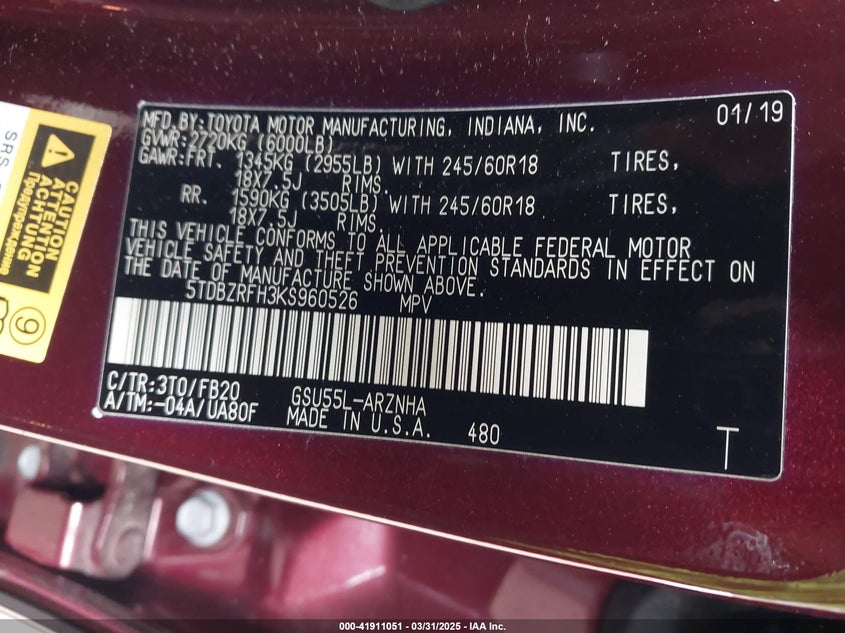 MFD.BY:TOYOTA MOTOR MANUFACTURING, INDIANA, INC. 01/19
GVWR:2720KG (6000LB)
GAWR:FRT. 1345KG (2955LB) WITH 245/60R18 TIRES,
18X7.5J RIMS.
RR. 1590KG (3505LB) WITH 245/60R18 TIRES,
18X7.5J RIMS.
THIS VEHICLE CONFORMS TO ALL APPLICABLE FEDERAL MOTOR
VEHICLE SAFETY AND THEFT PREVENTION STANDARDS IN EFFECT ON
THE DATE OF MANUFACTURE SHOWN ABOVE.
5TDBZRFH3KS960526 MPV
C/TR:3T0/FB20 GSU55L-ARZNHA
A/TM:-04A/UA80F MADE IN U.S.A. 480
T
SRS
CAUTION
ATTENTION
ACHTUNG
Предупреждение
9
000-41911051 - 03/31/2025 - IAA Inc.